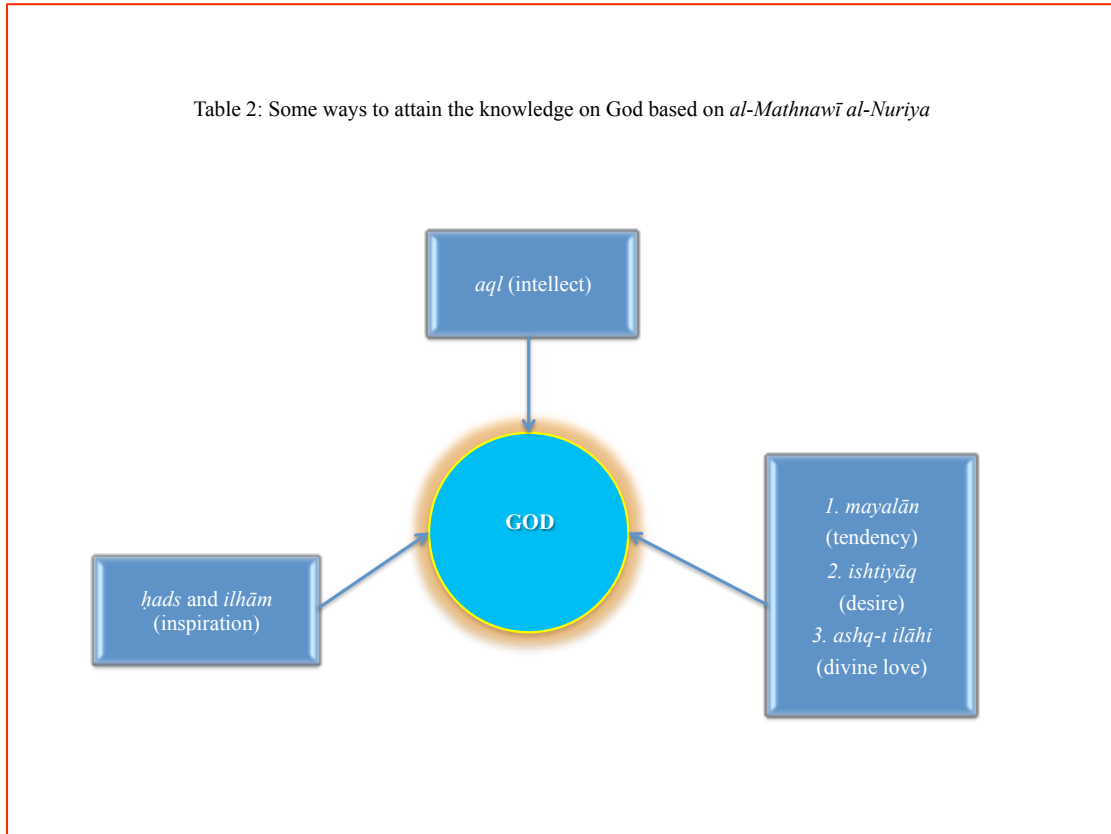 Table 2: Some ways to attain the knowledge on God based on al-Mathnawī al-Nuriya
aql (intellect)
GOD
ḥads and ilhām
(inspiration)
1. mayalān
(tendency)
2. ishtiyāq
(desire)
3. ashq-ı ilāhi
(divine love)